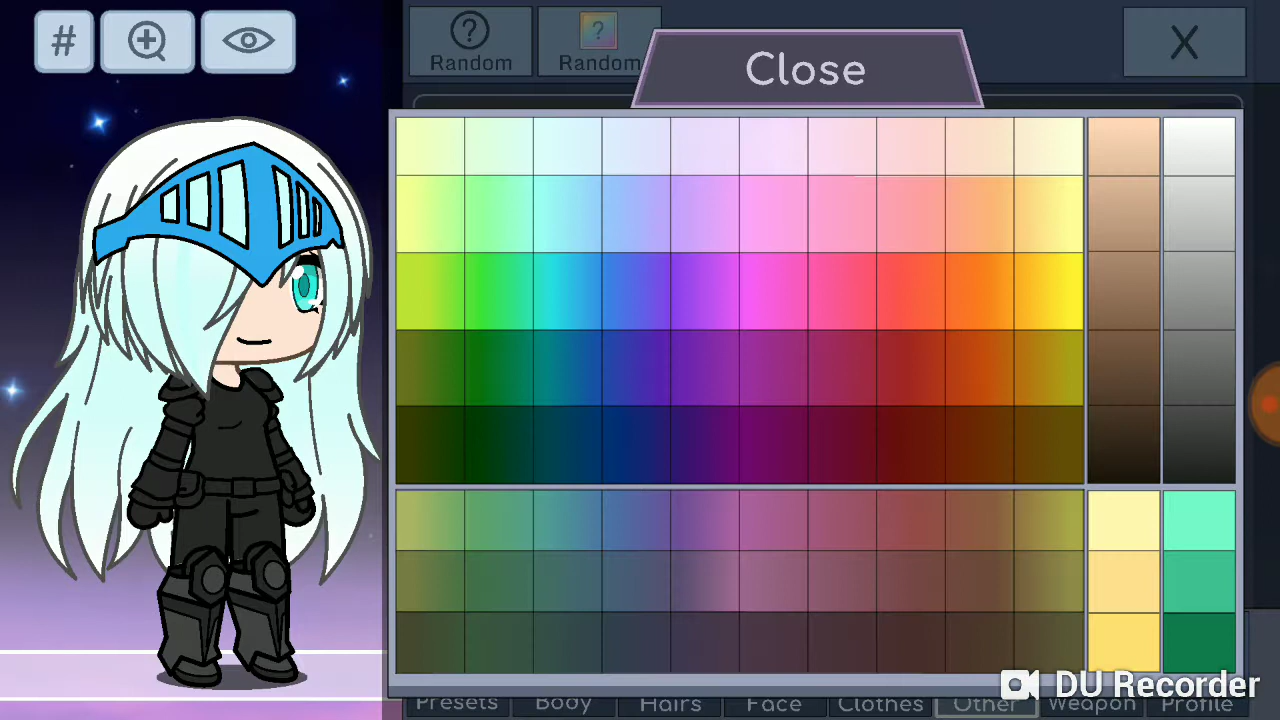 #
? ?
Random Random
X
Close
DU Recorder
Presets Body Hairs Face Clothes Other Weapon Profile